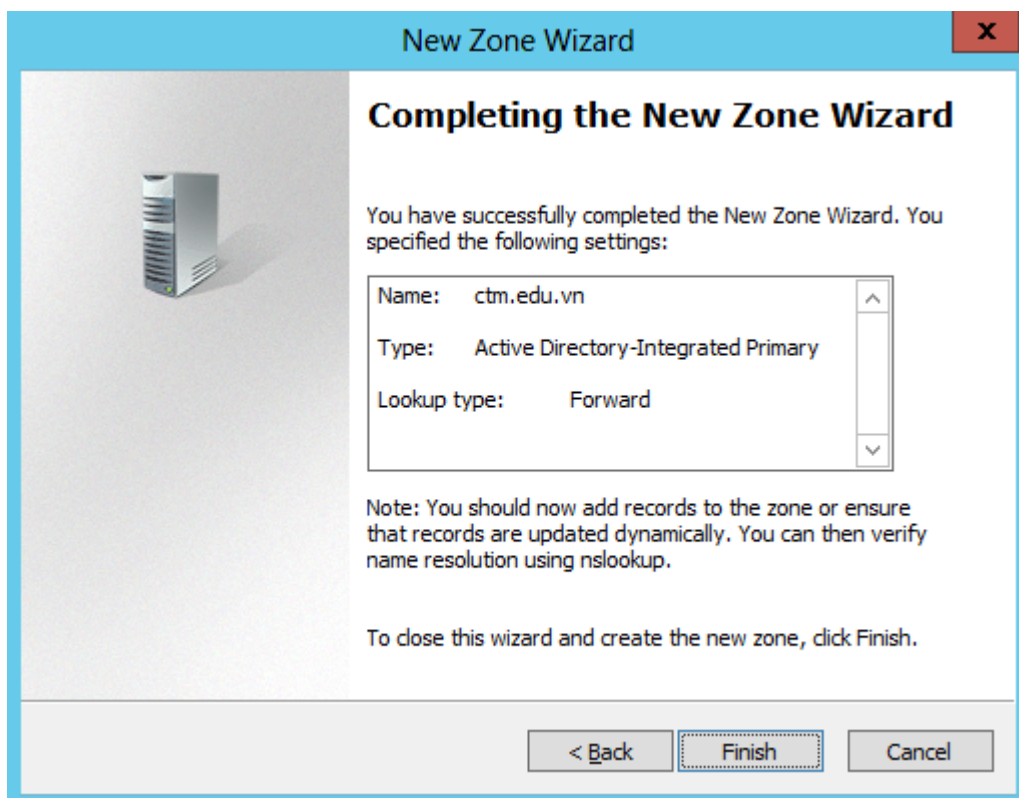 New Zone Wizard
x
Completing the New Zone Wizard
You have successfully completed the New Zone Wizard. You
specified the following settings:
Name: ctm.edu.vn
Type: Active Directory-Integrated Primary
Lookup type: Forward
Note: You should now add records to the zone or ensure
that records are updated dynamically. You can then verify
name resolution using nslookup.
To close this wizard and create the new zone, click Finish.
< Back Finish Cancel